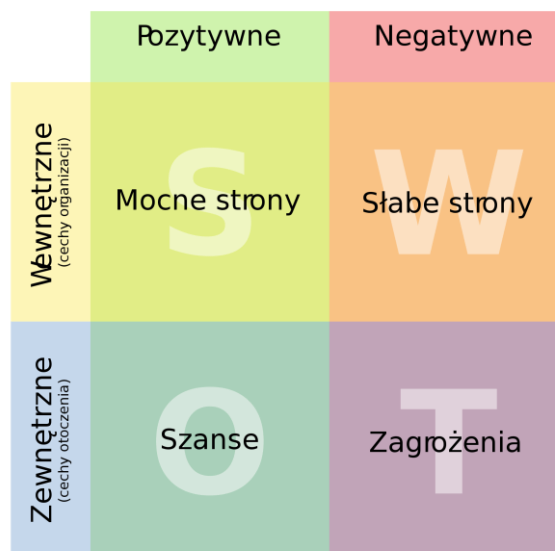 Pozytywne
Negatywne
Wewnętrzne
(cechy organizacji)
S
Mocne strony
W
Słabe strony
Zewnętrzne
(cechy otoczenia)
O
Szanse
T
Zagrożenia